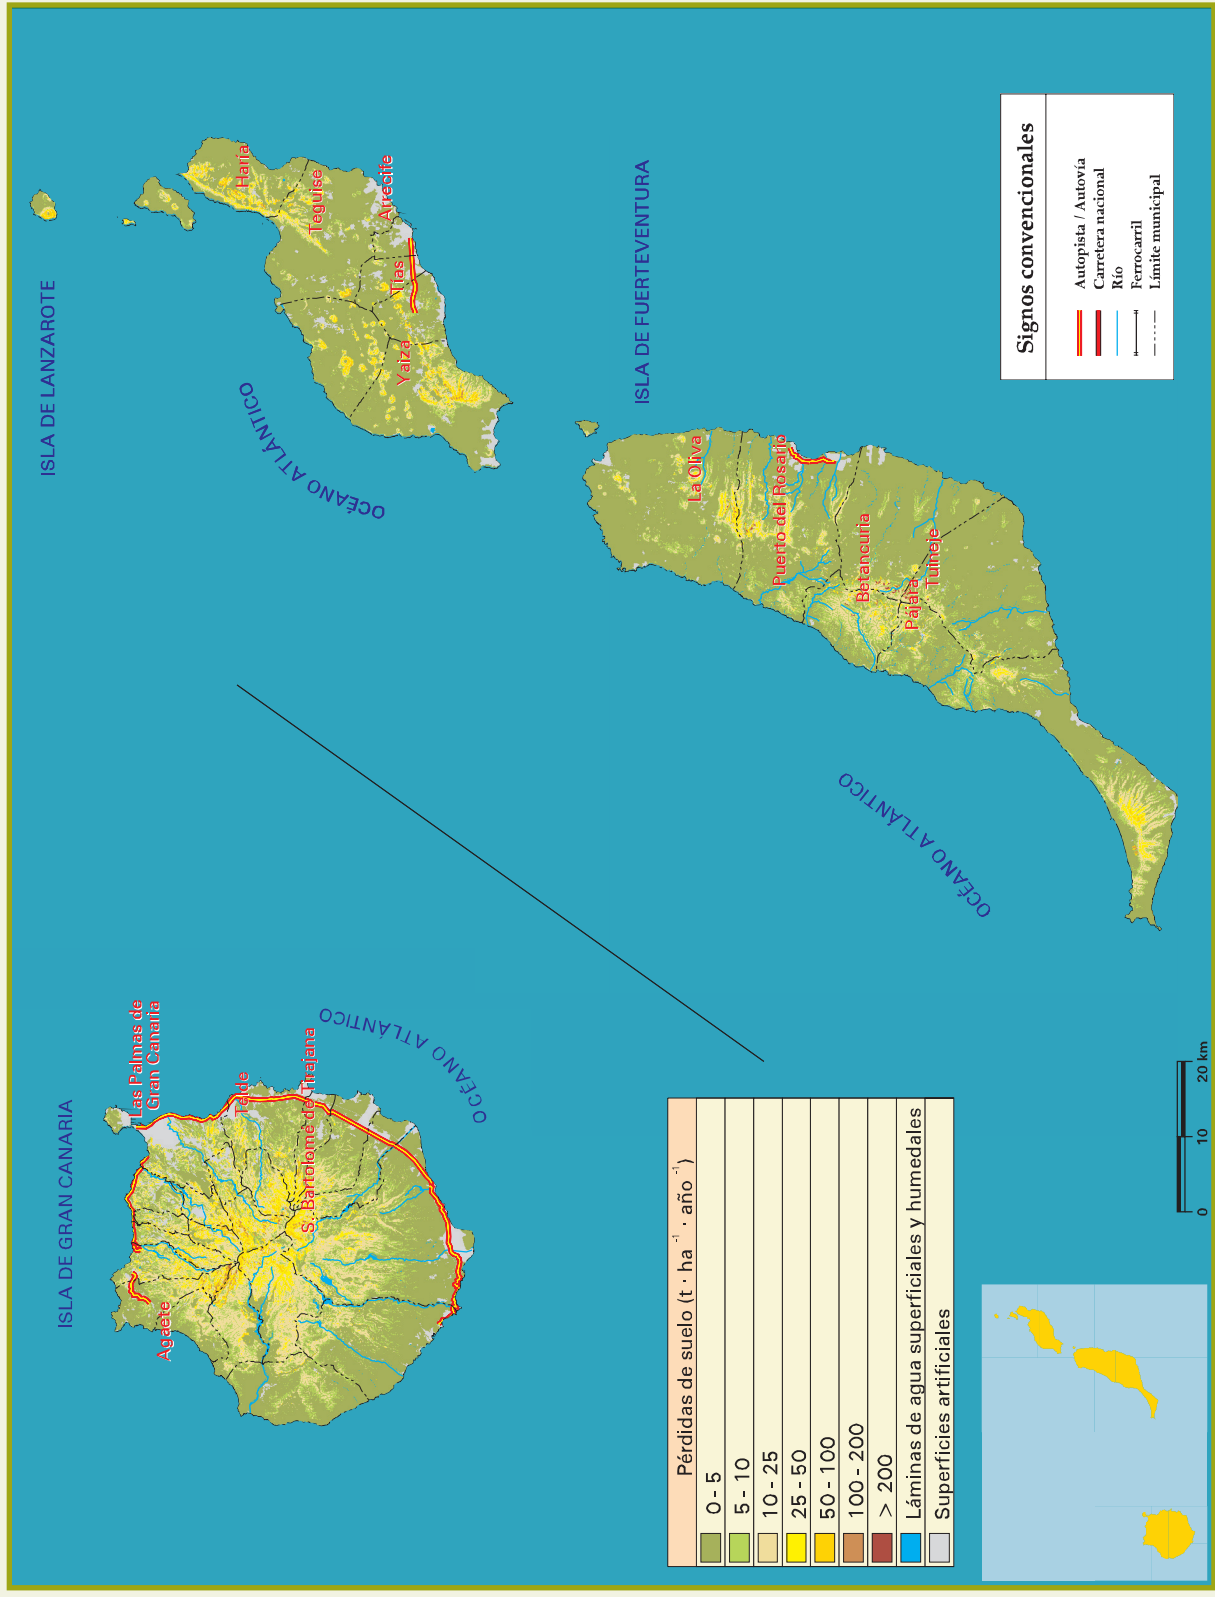 ISLA DE LANZAROTE
Haría
Teguise
Arrecife
Tías
Yaiza
OCÉANO ATLÁNTICO
ISLA DE FUERTEVENTURA
La Oliva
Puerto del Rosario
Betancuria
Pájara
Tuineje
OCÉANO ATLÁNTICO
Signos convencionales
Autopista / Autovía
Carretera nacional
Río
Ferrocarril
Límite municipal
ISLA DE GRAN CANARIA
Las Palmas de
Gran Canaria
Telde
S. Bartolomé de Tirajana
Agaete
OCÉANO ATLÁNTICO
Pérdidas de suelo (t · ha ⁻¹ · año ⁻¹)
0 - 5
5 - 10
10 - 25
25 - 50
50 - 100
100 - 200
> 200
Láminas de agua superficiales y humedales
Superficies artificiales
0 10 20 km